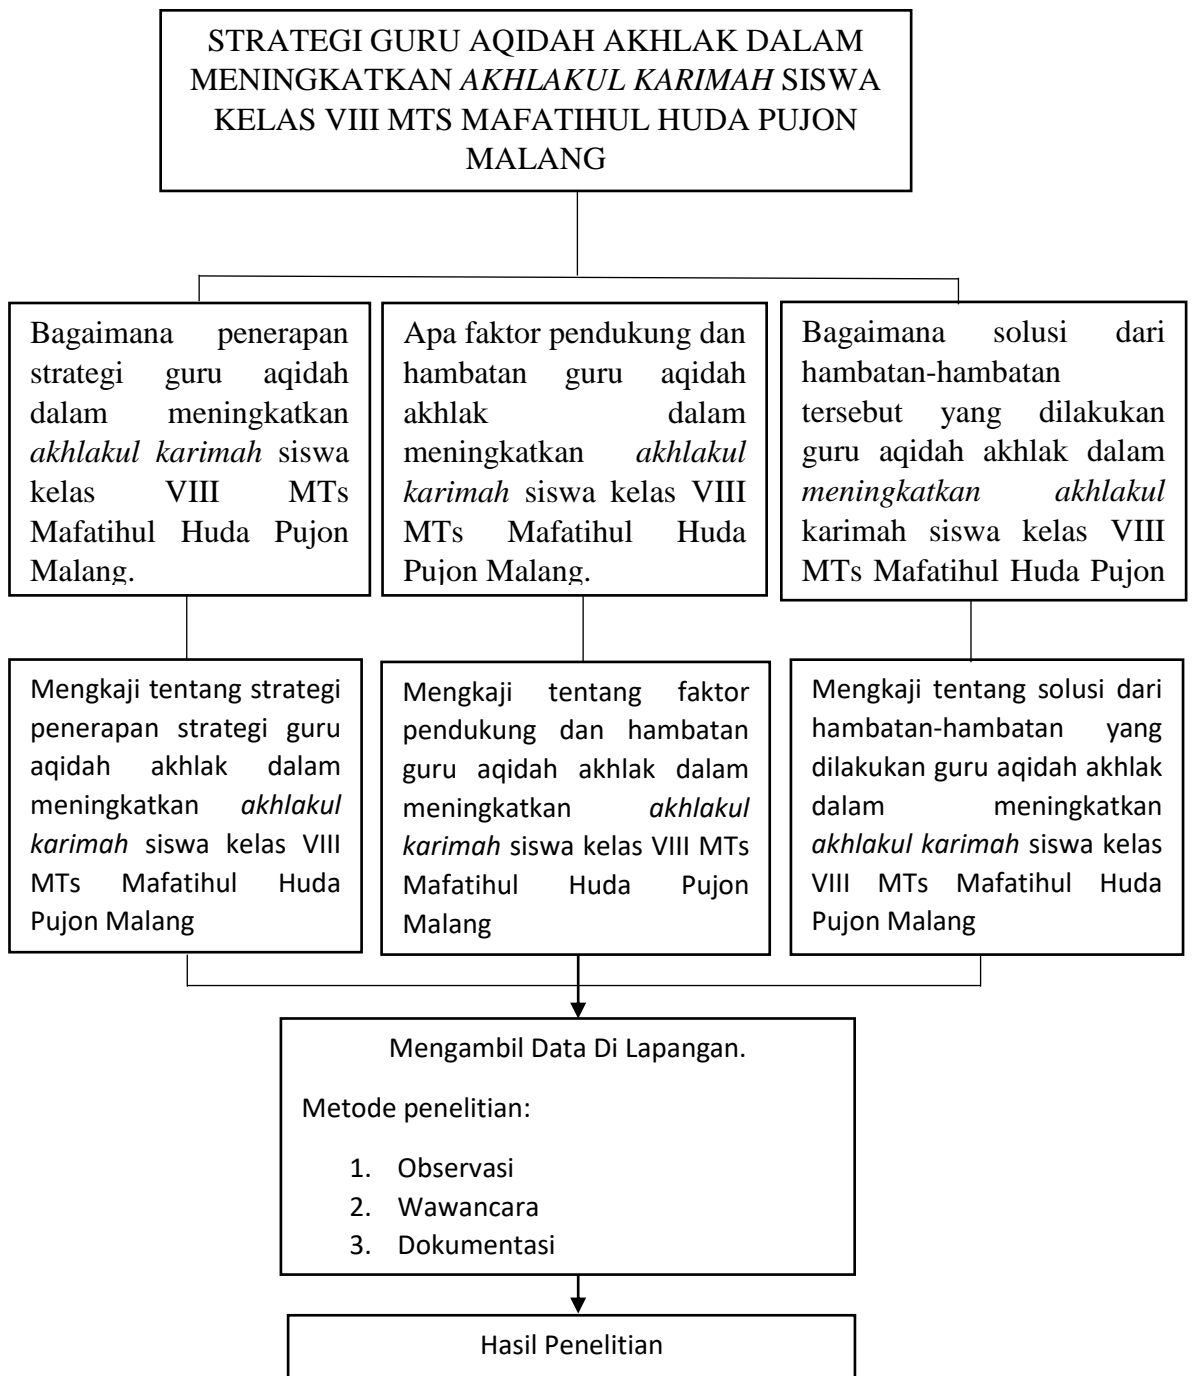 STRATEGI GURU AQIDAH AKHLAK DALAM
MENINGKATKAN AKHLAKUL KARIMAH SISWA
KELAS VIII MTS MAFATIHUL HUDA PUJON
MALANG
Bagaimana penerapan
strategi guru aqidah
dalam meningkatkan
akhlakul karimah siswa
kelas VIII MTs
Mafatihul Huda Pujon
Malang.
Apa faktor pendukung dan
hambatan guru aqidah
akhlak dalam
meningkatkan akhlakul
karimah siswa kelas VIII
MTs Mafatihul Huda
Pujon Malang.
Bagaimana solusi dari
hambatan-hambatan
tersebut yang dilakukan
guru aqidah akhlak dalam
meningkatkan akhlakul
karimah siswa kelas VIII
MTs Mafatihul Huda Pujon
Mengkaji tentang strategi
penerapan strategi guru
aqidah akhlak dalam
meningkatkan akhlakul
karimah siswa kelas VIII
MTs Mafatihul Huda
Pujon Malang
Mengkaji tentang faktor
pendukung dan hambatan
guru aqidah akhlak dalam
meningkatkan akhlakul
karimah siswa kelas VIII MTs
Mafatihul Huda Pujon
Malang
Mengkaji tentang solusi dari
hambatan-hambatan yang
dilakukan guru aqidah akhlak
dalam meningkatkan
akhlakul karimah siswa kelas
VIII MTs Mafatihul Huda
Pujon Malang
Mengambil Data Di Lapangan.
Metode penelitian:
1. Observasi
2. Wawancara
3. Dokumentasi
Hasil Penelitian